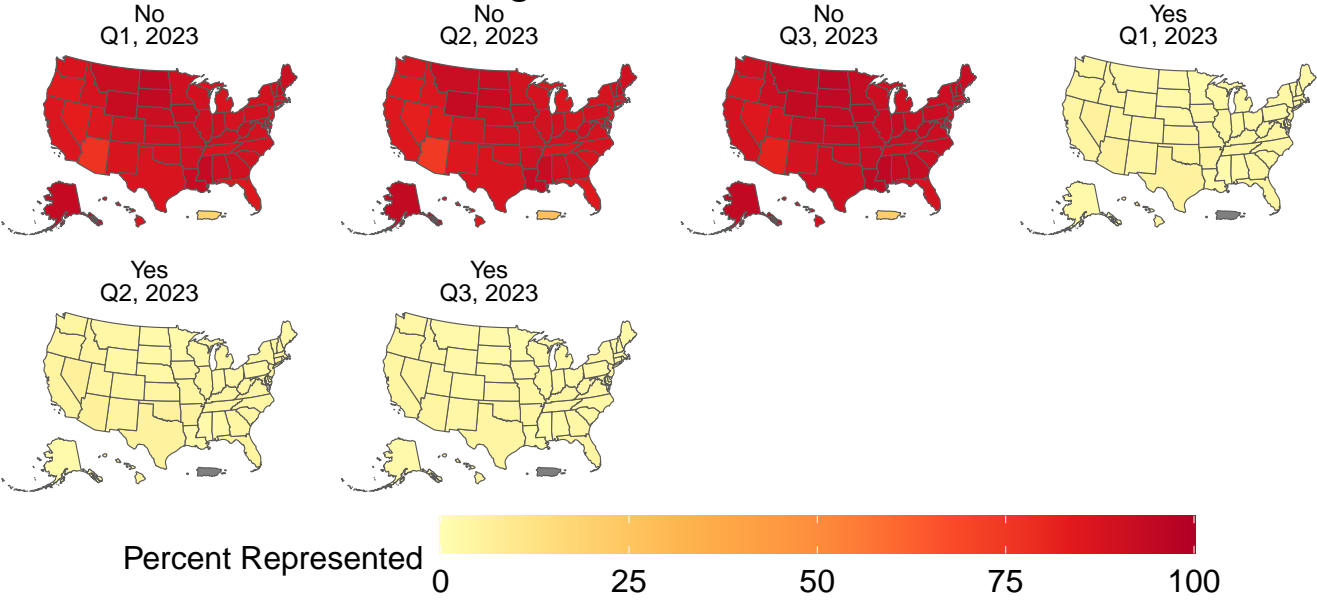 No
Q1, 2023
No
Q2, 2023
No
Q3, 2023
Yes
Q1, 2023
Yes
Q2, 2023
Yes
Q3, 2023
Percent Represented
0 25 50 75 100